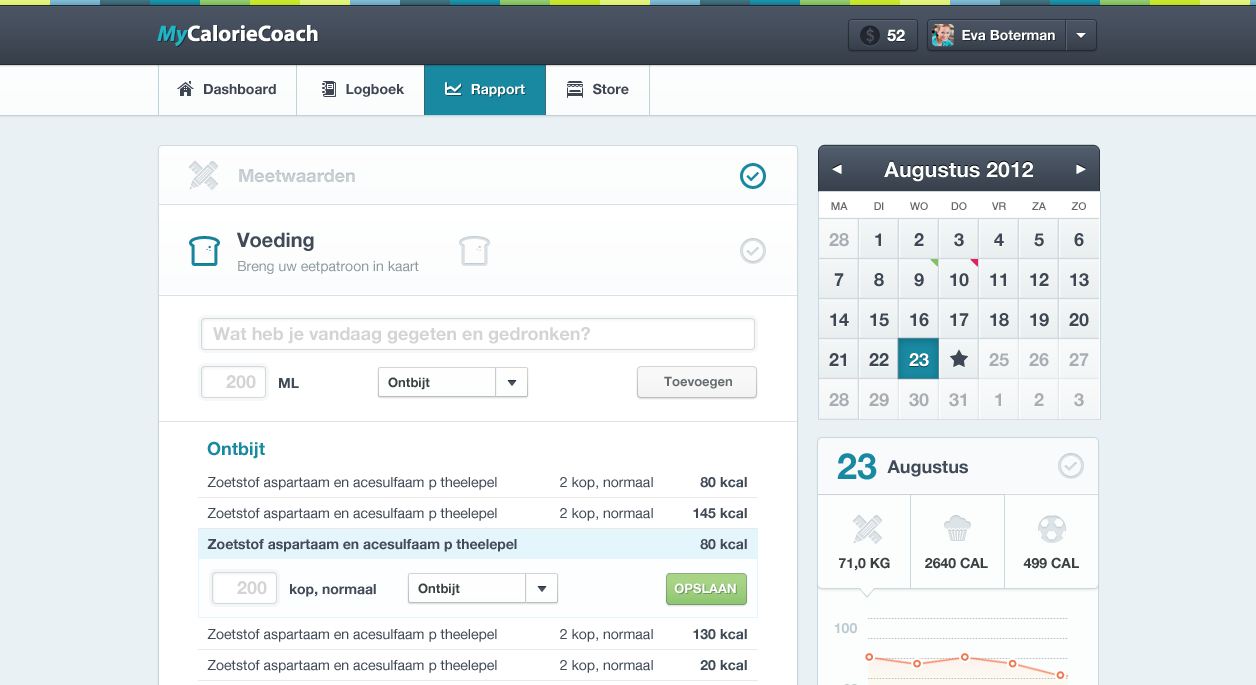 MyCalorieCoach
52
Eva Boterman
Dashboard
Logboek
Rapport
Store
Meetwaarden
Voeding
Breng uw eetpatroon in kaart
Wat heb je vandaag gegeten en gedronken?
200 ML Ontbijt Toevoegen
Ontbijt
Zoetstof aspartaam en acesulfaam p theelepel 2 kop, normaal 80 kcal
Zoetstof aspartaam en acesulfaam p theelepel 2 kop, normaal 145 kcal
Zoetstof aspartaam en acesulfaam p theelepel 80 kcal
200 kop, normaal Ontbijt OPSLAAN
Zoetstof aspartaam en acesulfaam p theelepel 2 kop, normaal 130 kcal
Zoetstof aspartaam en acesulfaam p theelepel 2 kop, normaal 20 kcal
Augustus 2012
MA DI WO DO VR ZA ZO
28 1 2 3 4 5 6
7 8 9 10 11 12 13
14 15 16 17 18 19 20
21 22 23 25 26 27
28 29 30 31 1 2 3
23 Augustus
71,0 KG 2640 CAL 499 CAL
100